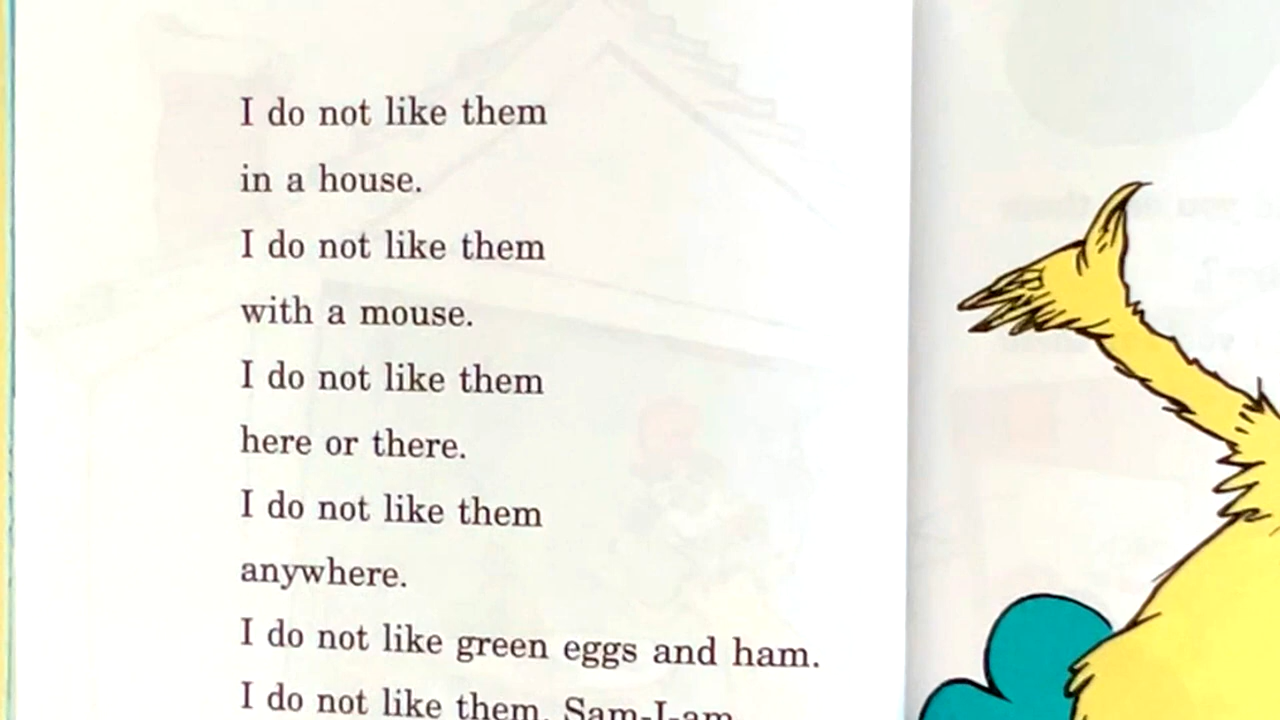 I do not like them
in a house.
I do not like them
with a mouse.
I do not like them
here or there.
I do not like them
anywhere.
I do not like green eggs and ham.
I do not like them, Sam-I-am.